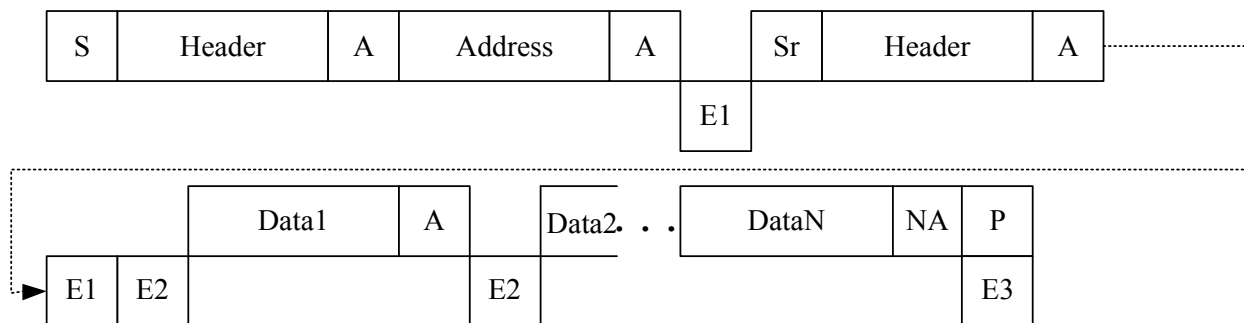 S Header A Address A Sr Header A
E1
Data1 A Data2 . . . DataN NA P
E1 E2 E2 E3